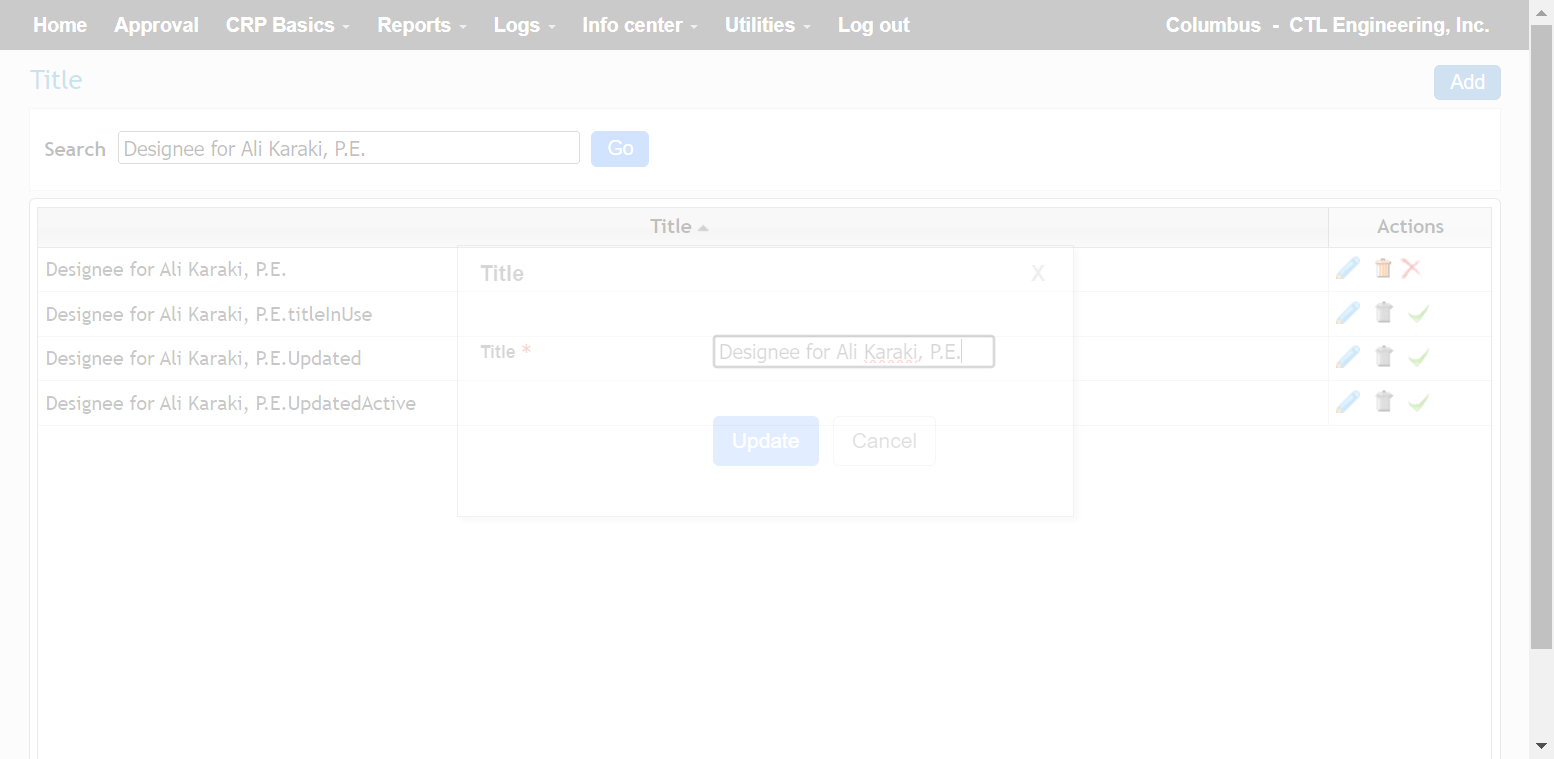 Home Approval CRP Basics Reports Logs Info center Utilities Log out Columbus - CTL Engineering, Inc.
Title
Add
Search Designee for Ali Karaki, P.E. Go
Title Actions
Designee for Ali Karaki, P.E.
Title X
Designee for Ali Karaki, P.E.titleInUse
Title * Designee for Ali Karaki, P.E.
Designee for Ali Karaki, P.E.Updated
Designee for Ali Karaki, P.E.UpdatedActive
Update Cancel